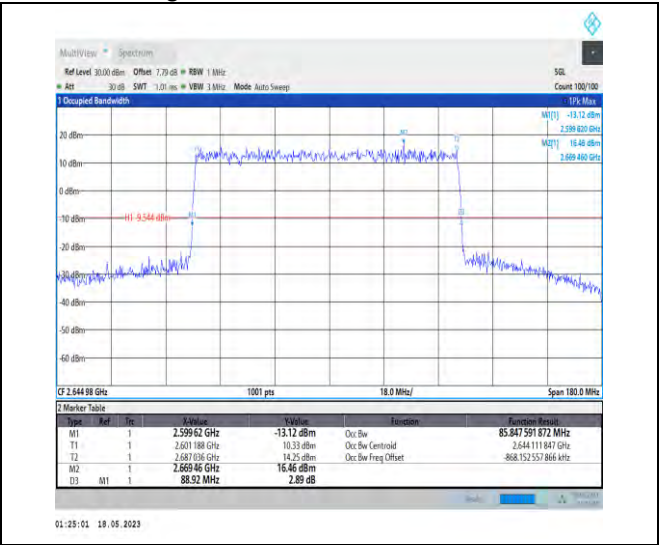 MultiView Spectrum
Ref Level 30.00 dBm Offset 7.79 dB RBW 1 MHz SGL
Att 30 dB SWT 1.01 ms VBW 3 MHz Mode Auto Sweep Count 100/100
1 Occupied Bandwidth 1Pk Max
M1[1] -13.12 dBm
2.599 620 GHz
20 dBm
M2[1] 16.46 dBm
2.669 460 GHz
M2
T2
10 dBm
0 dBm
-10 dBm
H1 -9.544 dBm
M1
D3
-20 dBm
-30 dBm
-40 dBm
-50 dBm
-60 dBm
CF 2.644 98 GHz 1001 pts 18.0 MHz/ Span 180.0 MHz
2 Marker Table
Type Ref Trc X-Value Y-Value Function Function Result
M1 1 2.599 62 GHz -13.12 dBm Occ Bw 85.847 591 872 MHz
T1 1 2.601 188 GHz 10.33 dBm Occ Bw Centroid 2.644 111 847 GHz
T2 1 2.687 036 GHz 14.25 dBm Occ Bw Freq Offset -868.152 557 866 kHz
M2 1 2.669 46 GHz 16.46 dBm
D3 M1 1 88.92 MHz 2.89 dB
01:25:01 18.05.2023